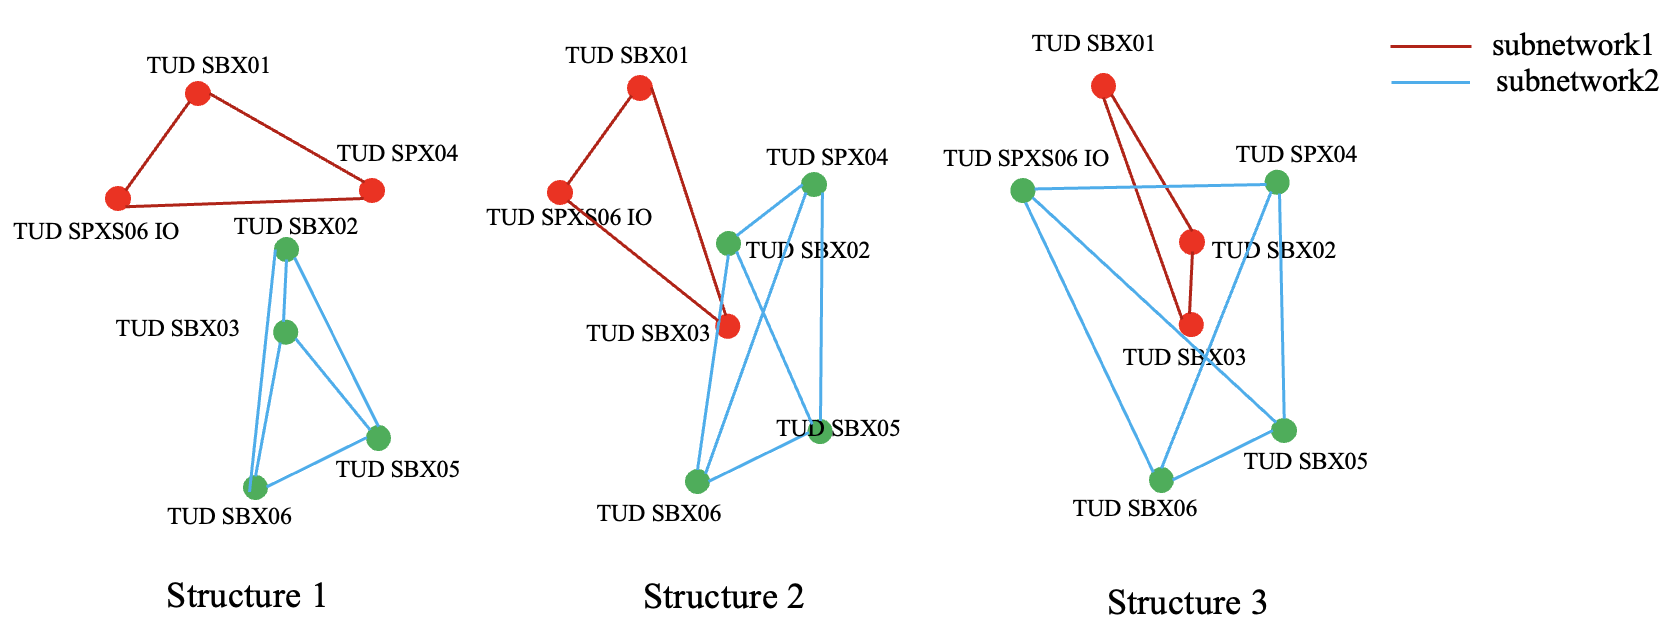 TUD SBX01
TUD SPX04
TUD SPXS06 IO
TUD SBX02
TUD SBX03
TUD SBX05
TUD SBX06
Structure 1
TUD SBX01
TUD SPX04
TUD SPXS06 IO
TUD SBX02
TUD SBX03
TUD SBX05
TUD SBX06
Structure 2
TUD SBX01
TUD SPXS06 IO
TUD SPX04
TUD SBX02
TUD SBX03
TUD SBX05
TUD SBX06
Structure 3
subnetwork1
subnetwork2